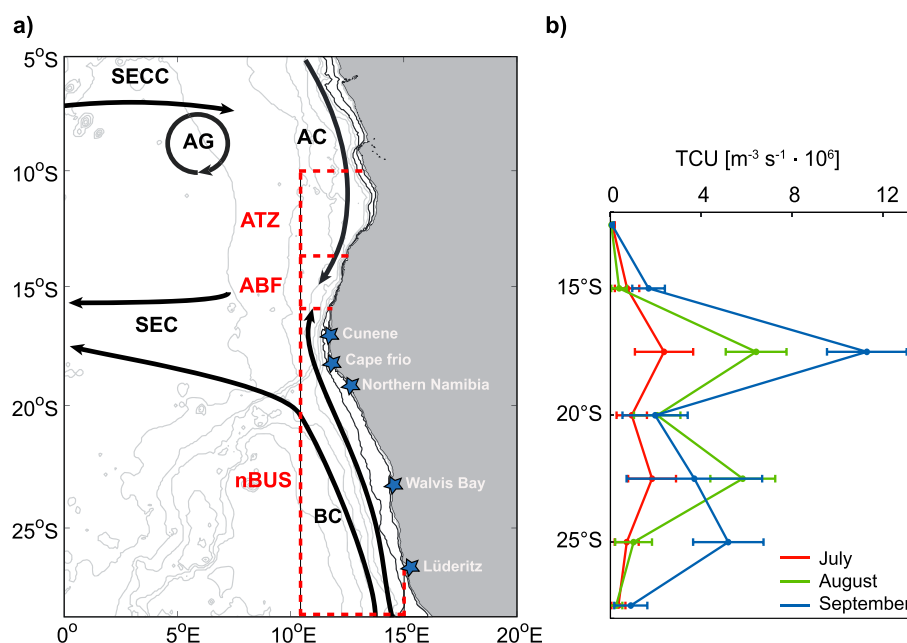 a)
b)
5°S
10°S
15°S
20°S
25°S
0°
5°E
10°E
15°E
20°E
SECC
AG
AC
ATZ
ABF
SEC
nBUS
BC
Cunene
Cape frio
Northern Namibia
Walvis Bay
Lüderitz
TCU [m⁻³ s⁻¹ · 10⁶]
0
4
8
12
15°S
20°S
25°S
July
August
September